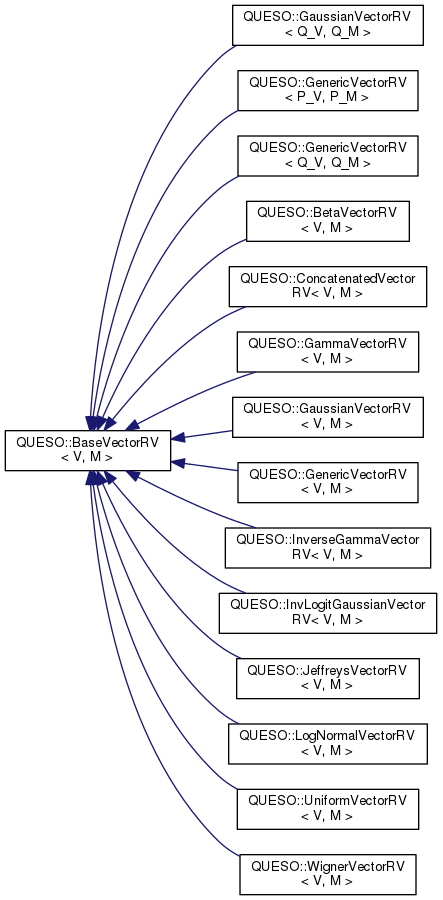 QUESO::GaussianVectorRV
< Q_V, Q_M >
QUESO::GenericVectorRV
< P_V, P_M >
QUESO::GenericVectorRV
< Q_V, Q_M >
QUESO::BetaVectorRV
< V, M >
QUESO::ConcatenatedVector
RV< V, M >
QUESO::GammaVectorRV
< V, M >
QUESO::GaussianVectorRV
< V, M >
QUESO::BaseVectorRV
< V, M >
QUESO::GenericVectorRV
< V, M >
QUESO::InverseGammaVector
RV< V, M >
QUESO::InvLogitGaussianVector
RV< V, M >
QUESO::JeffreysVectorRV
< V, M >
QUESO::LogNormalVectorRV
< V, M >
QUESO::UniformVectorRV
< V, M >
QUESO::WignerVectorRV
< V, M >